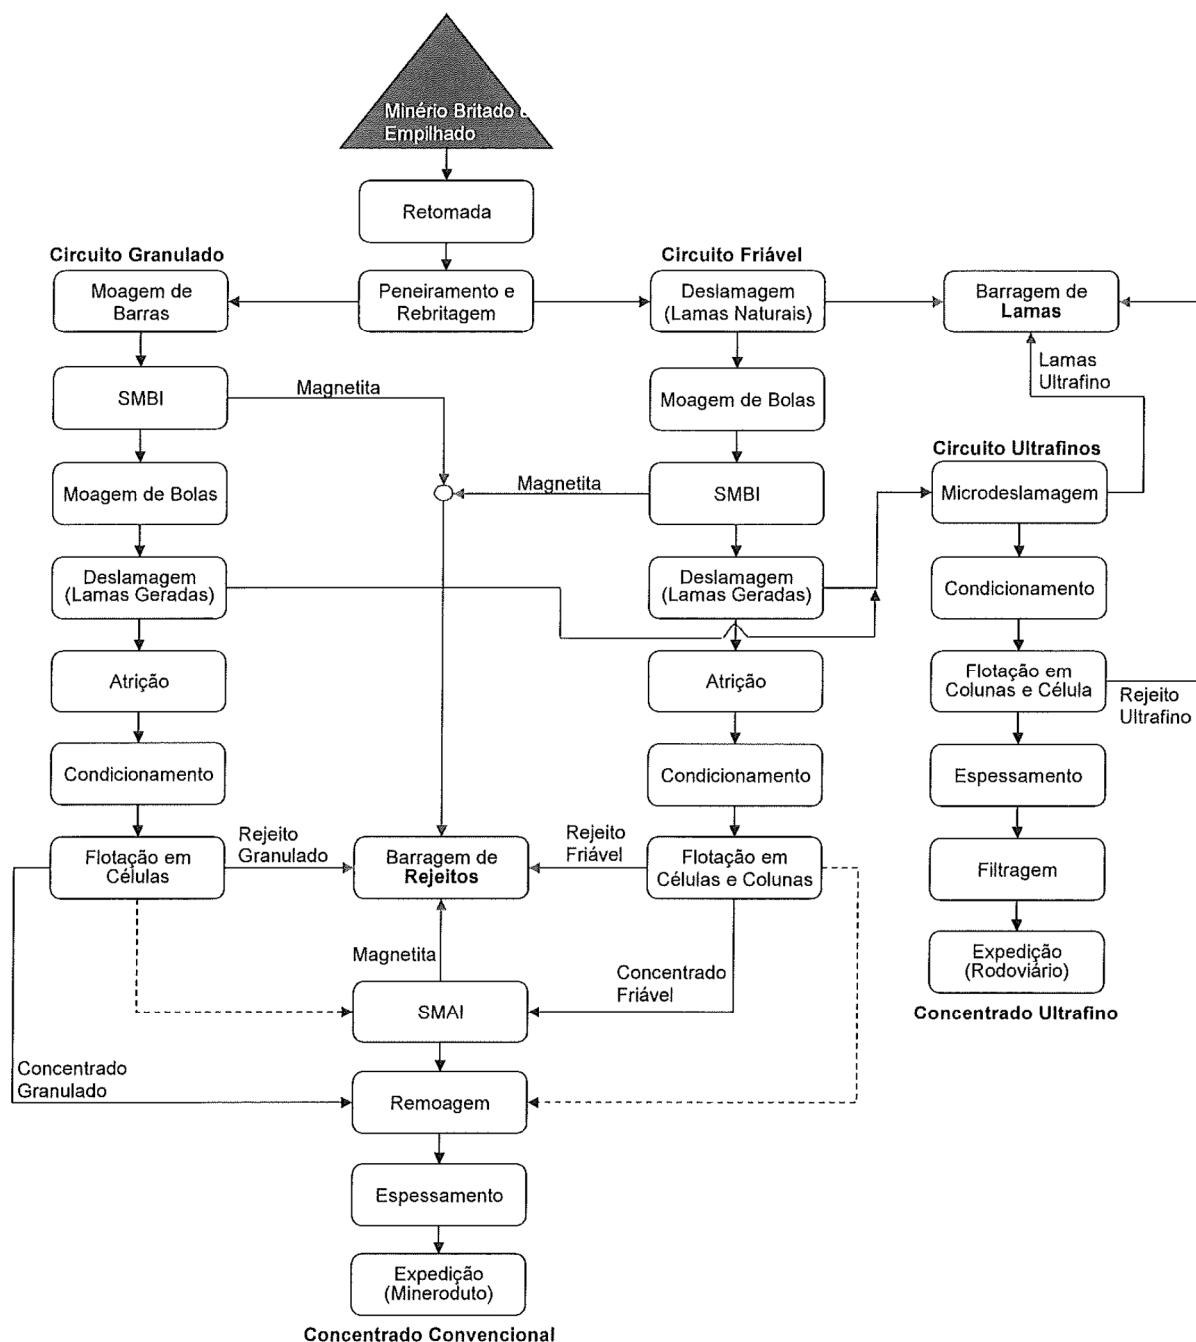 Minério Britado e
Empilhado
Retomada
Circuito Granulado
Circuito Friável
Moagem de
Barras
Peneiramento e
Rebritagem
Deslamagem
(Lamas Naturais)
Barragem de
Lamas
Lamas
Ultrafino
SMBI
Magnetita
Moagem de Bolas
Circuito Ultrafinos
Moagem de Bolas
Magnetita
SMBI
Microdeslamagem
Deslamagem
(Lamas Geradas)
Deslamagem
(Lamas Geradas)
Condicionamento
Atrição
Atrição
Flotação em
Colunas e Célula
Rejeito
Ultrafino
Condicionamento
Condicionamento
Espessamento
Flotação em
Células
Rejeito
Granulado
Barragem de
Rejeitos
Rejeito
Friável
Flotação em
Células e Colunas
Filtragem
Magnetita
Concentrado
Friável
Expedição
(Rodoviário)
Concentrado Ultrafino
SMAI
Concentrado
Granulado
Remoagem
Espessamento
Expedição
(Mineroduto)
Concentrado Convencional